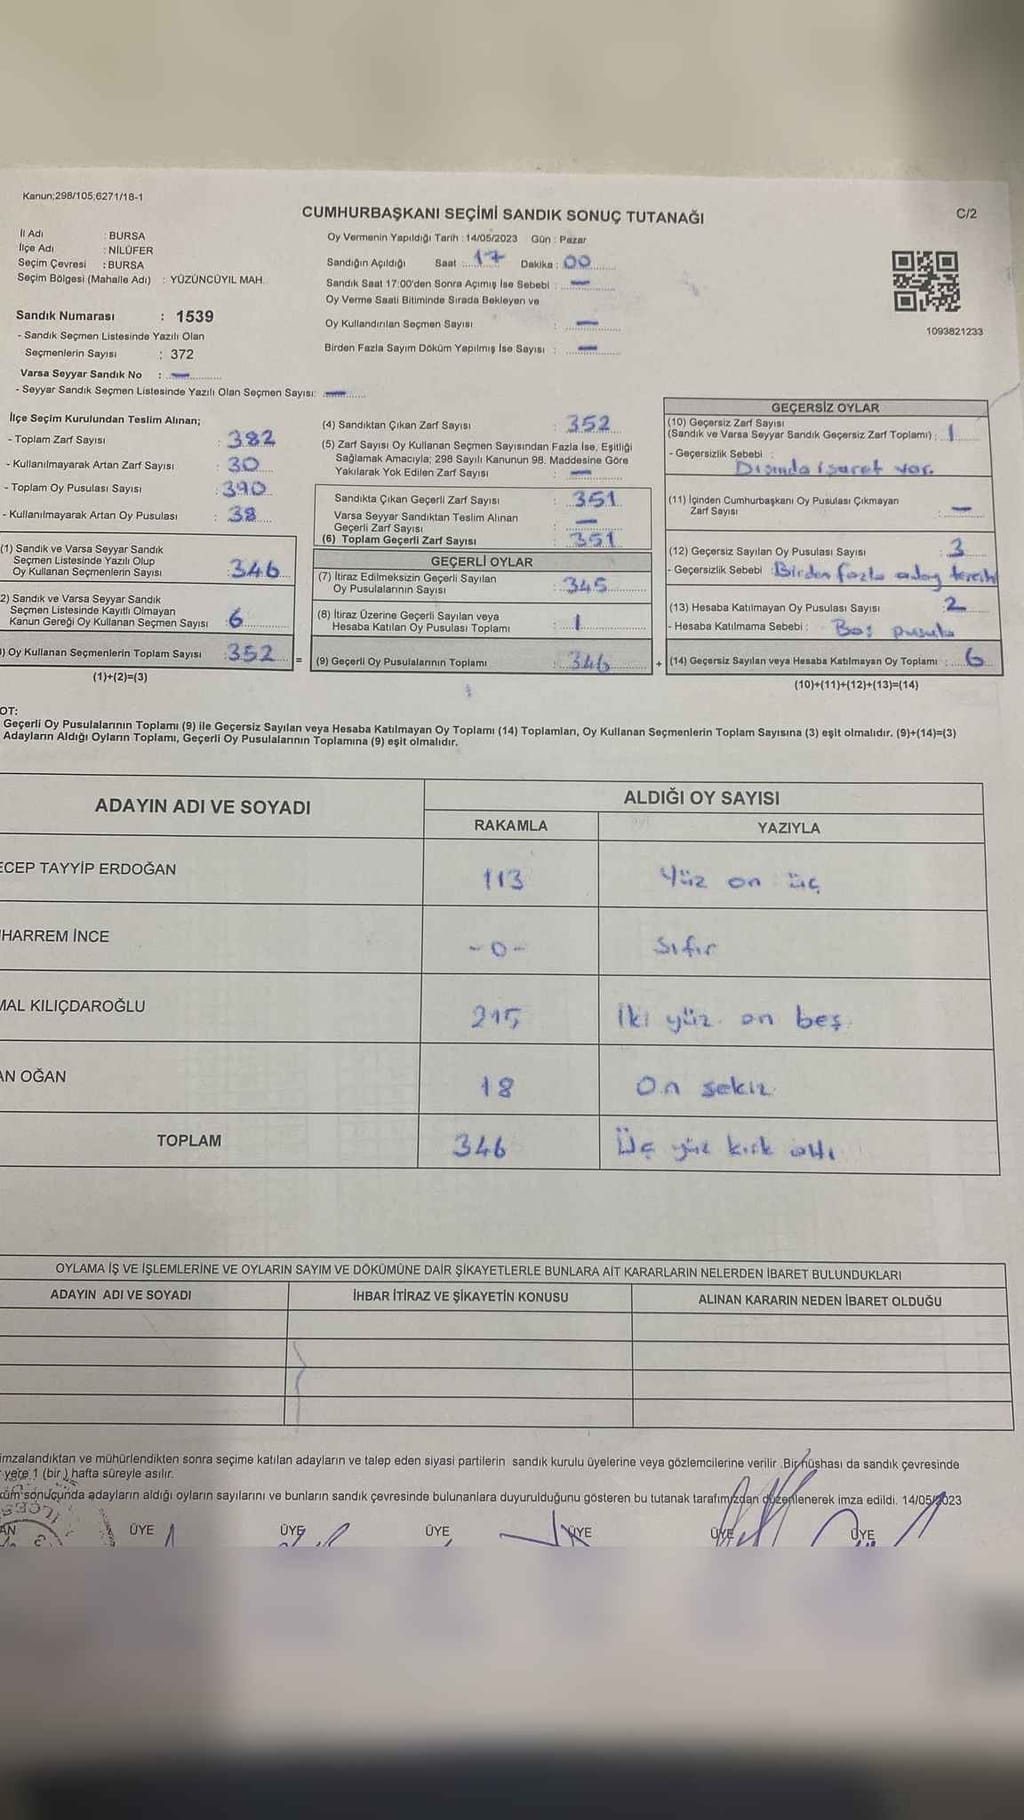 Kanun;298/105,6271/18-1
CUMHURBAŞKANI SEÇİMİ SANDIK SONUÇ TUTANAĞI
C/2
İl Adı : BURSA
İlçe Adı : NİLÜFER
Seçim Çevresi : BURSA
Seçim Bölgesi (Mahalle Adı) : YÜZÜNCÜYIL MAH.
Sandık Numarası : 1539
- Sandık Seçmen Listesinde Yazılı Olan
Seçmenlerin Sayısı : 372
Varsa Seyyar Sandık No : —
- Seyyar Sandık Seçmen Listesinde Yazılı Olan Seçmen Sayısı: —
Oy Vermenin Yapıldığı Tarih : 14/05/2023 Gün : Pazar
Sandığın Açıldığı Saat : 17 Dakika : 00
Sandık Saat 17:00'den Sonra Açımış İse Sebebi : —
Oy Verme Saati Bitiminde Sırada Bekleyen ve
Oy Kullandırılan Seçmen Sayısı : —
Birden Fazla Sayım Döküm Yapılmış İse Sayısı : —
1093821233
İlçe Seçim Kurulundan Teslim Alınan;
- Toplam Zarf Sayısı : 382
- Kullanılmayarak Artan Zarf Sayısı : 30
- Toplam Oy Pusulası Sayısı : 390
- Kullanılmayarak Artan Oy Pusulası : 38
(1) Sandık ve Varsa Seyyar Sandık
Seçmen Listesinde Yazılı Olup
Oy Kullanan Seçmenlerin Sayısı : 346
2) Sandık ve Varsa Seyyar Sandık
Seçmen Listesinde Kayıtlı Olmayan
Kanun Gereği Oy Kullanan Seçmen Sayısı : 6
) Oy Kullanan Seçmenlerin Toplam Sayısı : 352
(1)+(2)=(3)
(4) Sandıktan Çıkan Zarf Sayısı : 352
(5) Zarf Sayısı Oy Kullanan Seçmen Sayısından Fazla İse, Eşitliği
Sağlamak Amacıyla; 298 Sayılı Kanunun 98. Maddesine Göre
Yakılarak Yok Edilen Zarf Sayısı : —
Sandıkta Çıkan Geçerli Zarf Sayısı : 351
Varsa Seyyar Sandıktan Teslim Alınan
Geçerli Zarf Sayısı : —
(6) Toplam Geçerli Zarf Sayısı : 351
GEÇERLİ OYLAR
(7) İtiraz Edilmeksizin Geçerli Sayılan
Oy Pusulalarının Sayısı : 345
(8) İtiraz Üzerine Geçerli Sayılan veya
Hesaba Katılan Oy Pusulası Toplamı : 1
= (9) Geçerli Oy Pusulalarının Toplamı : 346
GEÇERSİZ OYLAR
(10) Geçersiz Zarf Sayısı
(Sandık ve Varsa Seyyar Sandık Geçersiz Zarf Toplamı) : 1
- Geçersizlik Sebebi :
Dışında işaret var.
(11) İçinden Cumhurbaşkanı Oy Pusulası Çıkmayan
Zarf Sayısı : —
(12) Geçersiz Sayılan Oy Pusulası Sayısı : 3
- Geçersizlik Sebebi : Birden fazla aday tercih
(13) Hesaba Katılmayan Oy Pusulası Sayısı : 2
- Hesaba Katılmama Sebebi : Boş pusula
+ (14) Geçersiz Sayılan veya Hesaba Katılmayan Oy Toplamı : 6
(10)+(11)+(12)+(13)=(14)
OT:
Geçerli Oy Pusulalarının Toplamı (9) ile Geçersiz Sayılan veya Hesaba Katılmayan Oy Toplamı (14) Toplamları, Oy Kullanan Seçmenlerin Toplam Sayısına (3) eşit olmalıdır. (9)+(14)=(3)
Adayların Aldığı Oyların Toplamı, Geçerli Oy Pusulalarının Toplamına (9) eşit olmalıdır.
ADAYIN ADI VE SOYADI ALDIĞI OY SAYISI
RAKAMLA YAZIYLA
ECEP TAYYİP ERDOĞAN 113 Yüz on üç
HARREM İNCE - 0 - Sıfır
MAL KILIÇDAROĞLU 215 İki yüz on beş
AN OĞAN 18 On sekiz
TOPLAM 346 Üç yüz kırk altı
OYLAMA İŞ VE İŞLEMLERİNE VE OYLARIN SAYIM VE DÖKÜMÜNE DAİR ŞİKAYETLERLE BUNLARA AİT KARARLARIN NELERDEN İBARET BULUNDUKLARI
ADAYIN ADI VE SOYADI İHBAR İTİRAZ VE ŞİKAYETİN KONUSU ALINAN KARARIN NEDEN İBARET OLDUĞU
imzalandıktan ve mühürlendikten sonra seçime katılan adayların ve talep eden siyasi partilerin sandık kurulu üyelerine veya gözlemcilerine verilir .Bir nüshası da sandık çevresinde
yere 1 (bir ) hafta süreyle asılır.
sonucunda adayların aldığı oyların sayılarını ve bunların sandık çevresinde bulunanlara duyurulduğunu gösteren bu tutanak tarafımızdan düzenlenerek imza edildi. 14/05/2023
AN ÜYE ÜYE ÜYE ÜYE ÜYE ÜYE